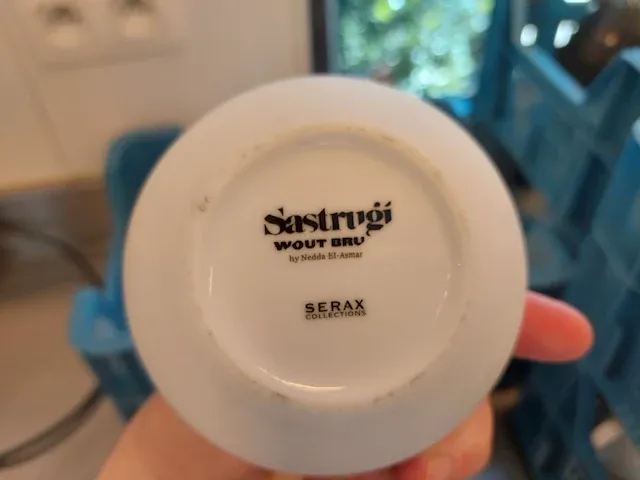 Sastrugi
WOUT BRU
by Nedda El-Asmar
SERAX
COLLECTIONS